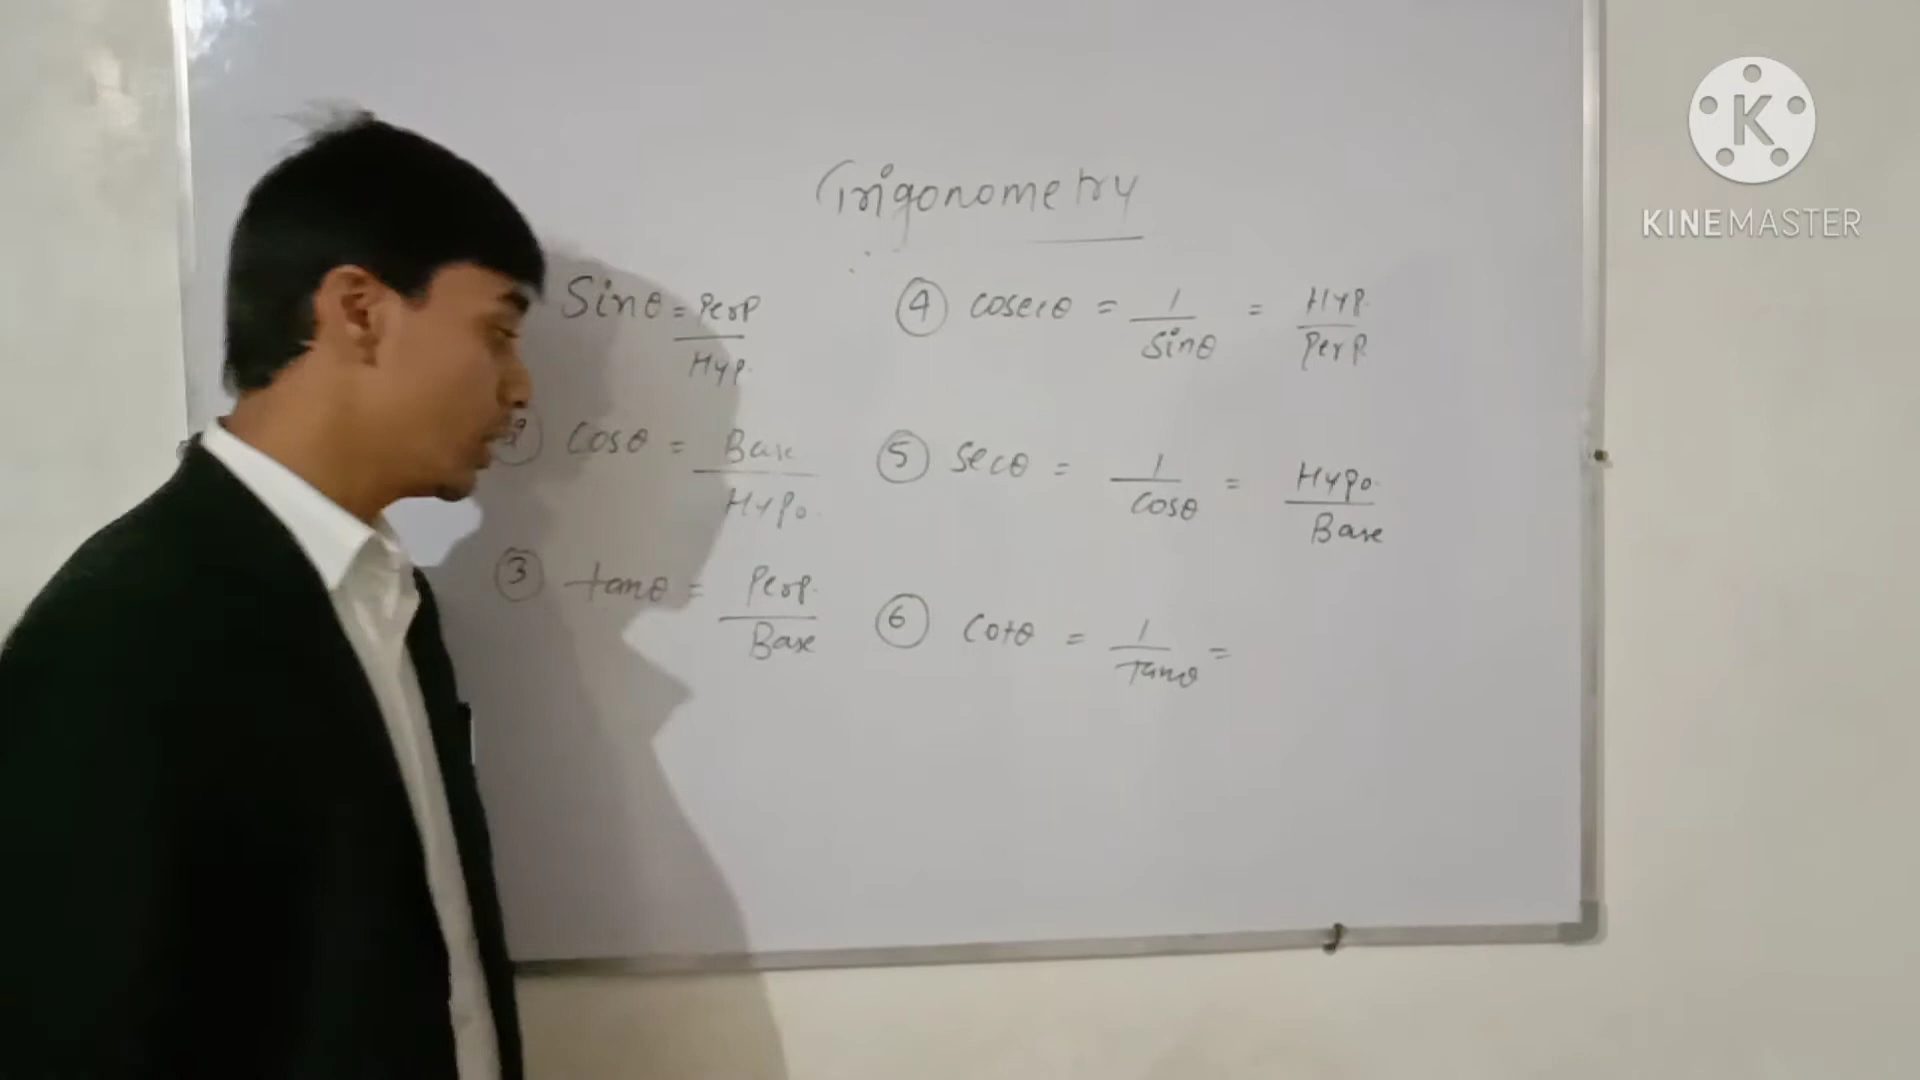 Trigonometry
Sinθ = Perp / Hyp.
② Cosθ = Base / Hypo.
③ tanθ = Perp. / Base
④ cosecθ = 1 / Sinθ = Hyp. / Perp.
⑤ Secθ = 1 / Cosθ = Hypo. / Base
⑥ Cotθ = 1 / Tanθ =
K
KINEMASTER